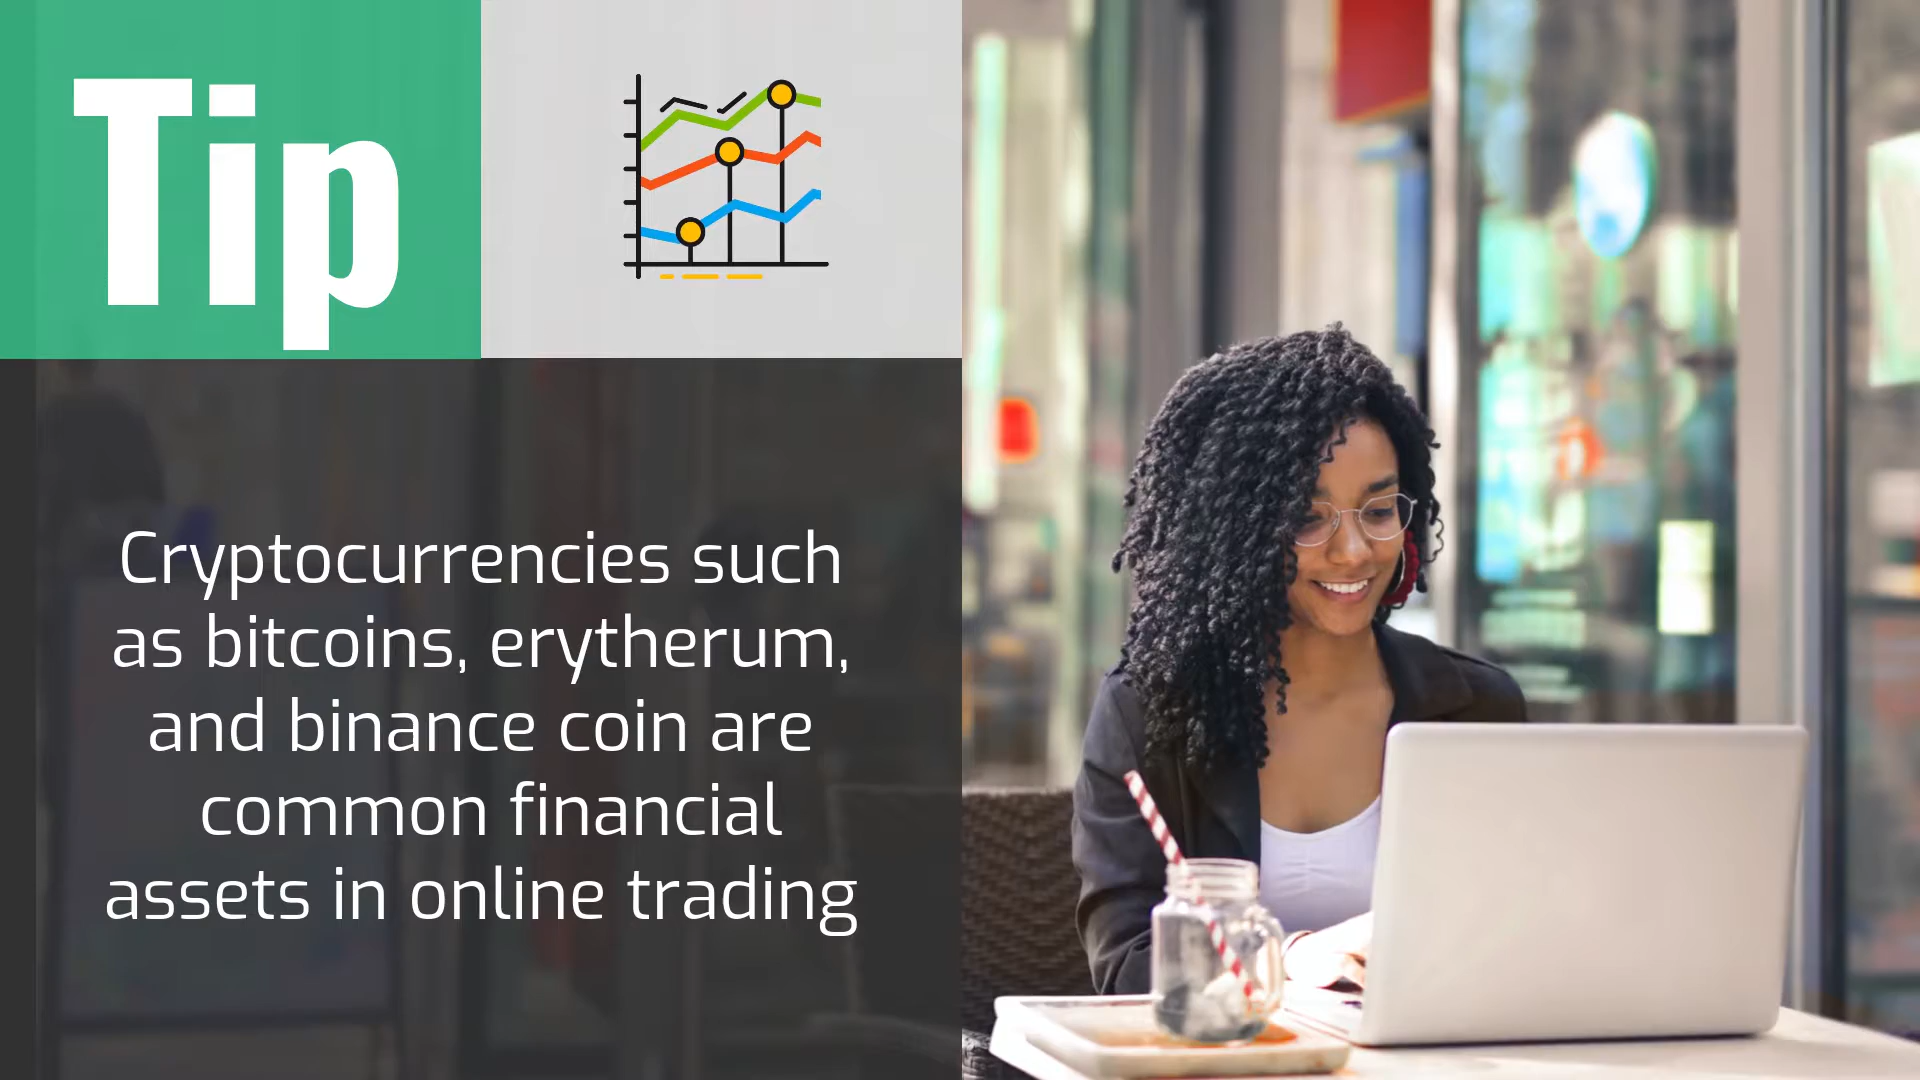 Tip
Cryptocurrencies such
as bitcoins, erytherum,
and binance coin are
common financial
assets in online trading